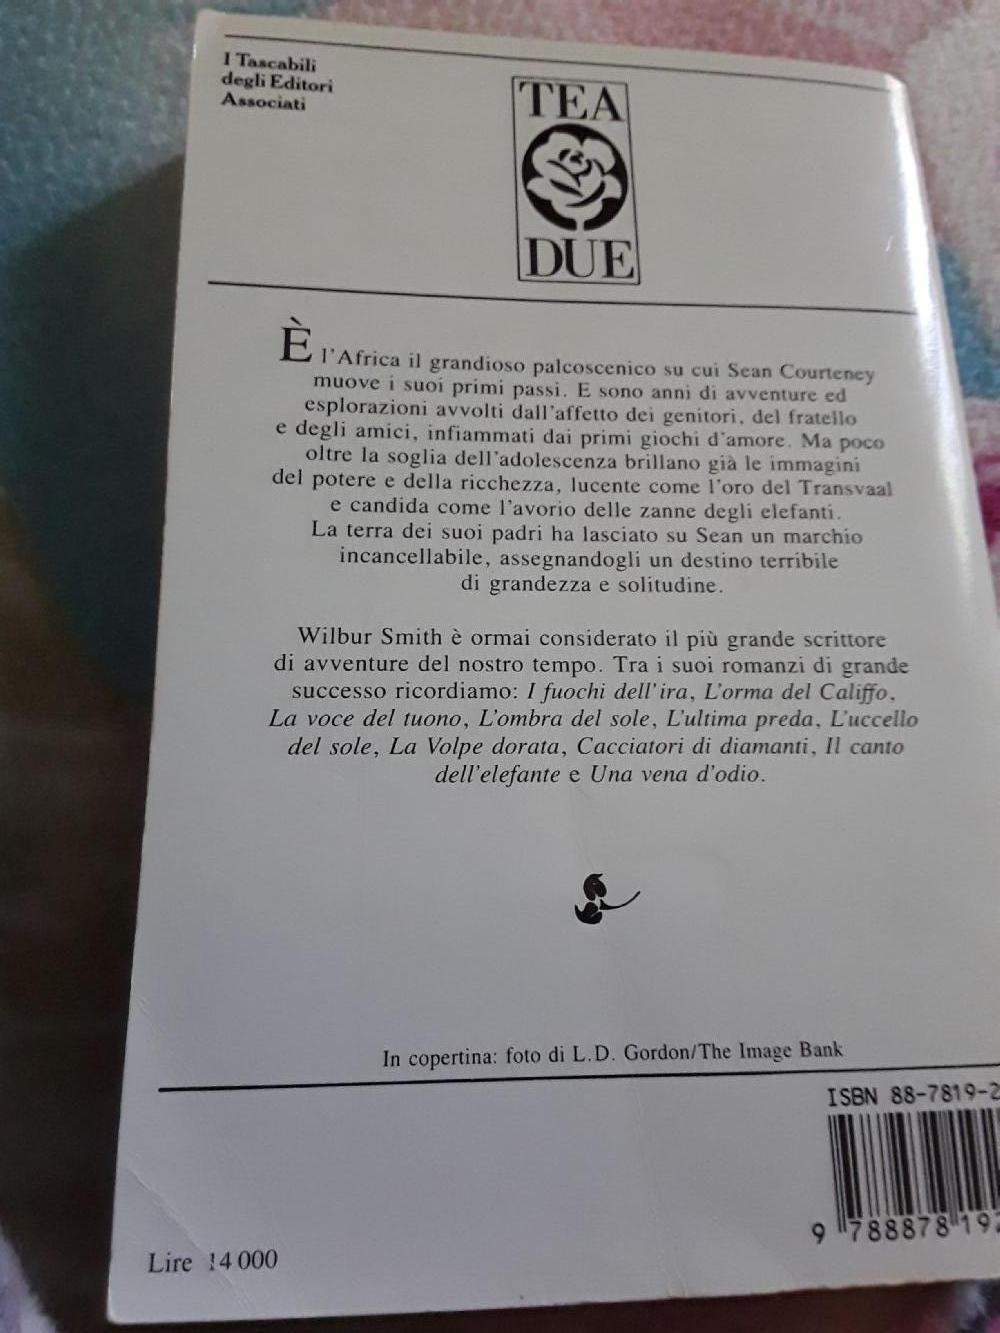 I Tascabili
degli Editori
Associati
TEA
DUE
È l'Africa il grandioso palcoscenico su cui Sean Courteney
muove i suoi primi passi. E sono anni di avventure ed
esplorazioni avvolti dall'affetto dei genitori, del fratello
e degli amici, infiammati dai primi giochi d'amore. Ma poco
oltre la soglia dell'adolescenza brillano già le immagini
del potere e della ricchezza, lucente come l'oro del Transvaal
e candida come l'avorio delle zanne degli elefanti.
La terra dei suoi padri ha lasciato su Sean un marchio
incancellabile, assegnandogli un destino terribile
di grandezza e solitudine.
Wilbur Smith è ormai considerato il più grande scrittore
di avventure del nostro tempo. Tra i suoi romanzi di grande
successo ricordiamo: I fuochi dell'ira, L'orma del Califfo,
La voce del tuono, L'ombra del sole, L'ultima preda, L'uccello
del sole, La Volpe dorata, Cacciatori di diamanti, Il canto
dell'elefante e Una vena d'odio.
In copertina: foto di L.D. Gordon/The Image Bank
ISBN 88-7819-2
9 788878 192
Lire 14 000